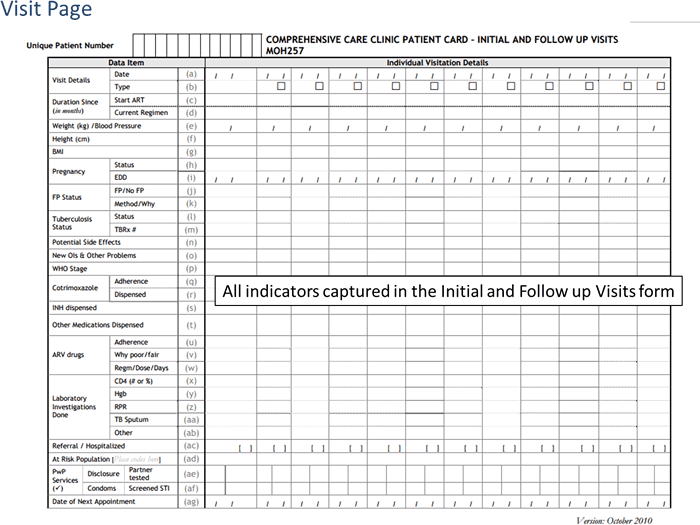 Visit Page
Unique Patient Number
COMPREHENSIVE CARE CLINIC PATIENT CARD – INITIAL AND FOLLOW UP VISITS
MOH257
Data Item
Individual Visitation Details
Visit Details
Date (a) / / / / / / / / / / / / / / / / / / / / / / / /
Type (b) ☐ ☐ ☐ ☐ ☐ ☐ ☐ ☐ ☐ ☐ ☐
Duration Since
(in months)
Start ART (c)
Current Regimen (d)
Weight (kg) /Blood Pressure (e) / / / / / / / / / / / /
Height (cm) (f)
BMI (g)
Pregnancy
Status (h)
EDD (i) / / / / / / / / / / / / / / / / / / / / / / / /
FP Status
FP/No FP (j)
Method/Why (k)
Tuberculosis
Status
Status (l)
TBRx # (m)
Potential Side Effects (n)
New OIs & Other Problems (o)
WHO Stage (p)
Cotrimoxazole
Adherence (q)
Dispensed (r)
All indicators captured in the Initial and Follow up Visits form
INH dispensed (s)
Other Medications Dispensed (t)
ARV drugs
Adherence (u)
Why poor/fair (v)
Regm/Dose/Days (w)
Laboratory
Investigations
Done
CD4 (# or %) (x)
Hgb (y)
RPR (z)
TB Sputum (aa)
Other (ab)
Referral / Hospitalized (ac) [ ] [ ] [ ] [ ] [ ] [ ] [ ] [ ] [ ] [ ] [ ] [ ]
At Risk Population [Place codes here] (ad)
PwP
Services
(✓)
Disclosure
Partner
tested
(ae)
Condoms
Screened STI (af)
Date of Next Appointment (ag) / / / / / / / / / / / / / / / / / / / / / / / /
Version: October 2010